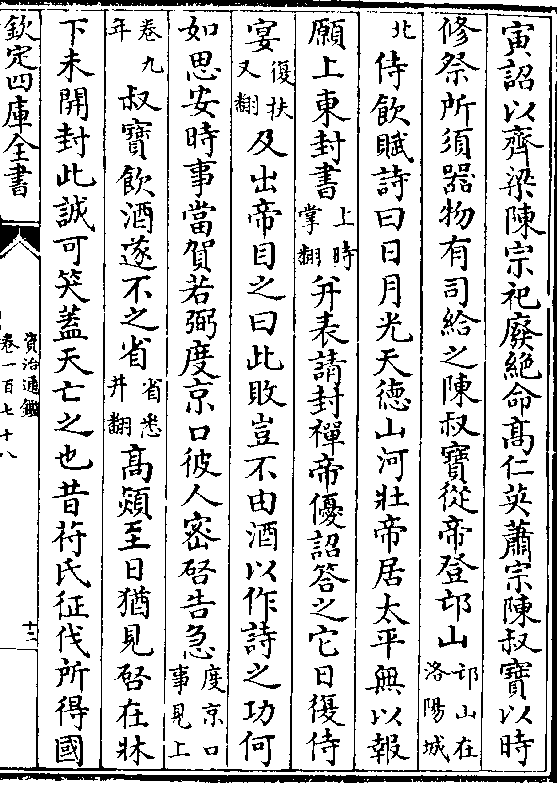 寅詔以齊梁陳宗祀廢絶命髙仁英蕭宗陳叔寶以時
修祭所須器物有司給之陳叔寶從帝登邙山邙山在洛陽城
北侍飲賦詩曰日月光天德山河壯帝居太平無以報
願上東封書上時掌翻并表請封禪帝優詔答之它日復侍
宴復扶又翻及出帝目之曰此敗豈不由酒以作詩之功何
如思安時事當賀若弼度京口彼人宻啓告急度京口事見上
卷九年叔寶飲酒遂不之省省悉井翻髙熲至日猶見啓在牀
下未開封此誠可笑蓋天亡之也昔苻氏征伐所得國
欽定四庫全書
資治通鑑
卷一百七十八
十二